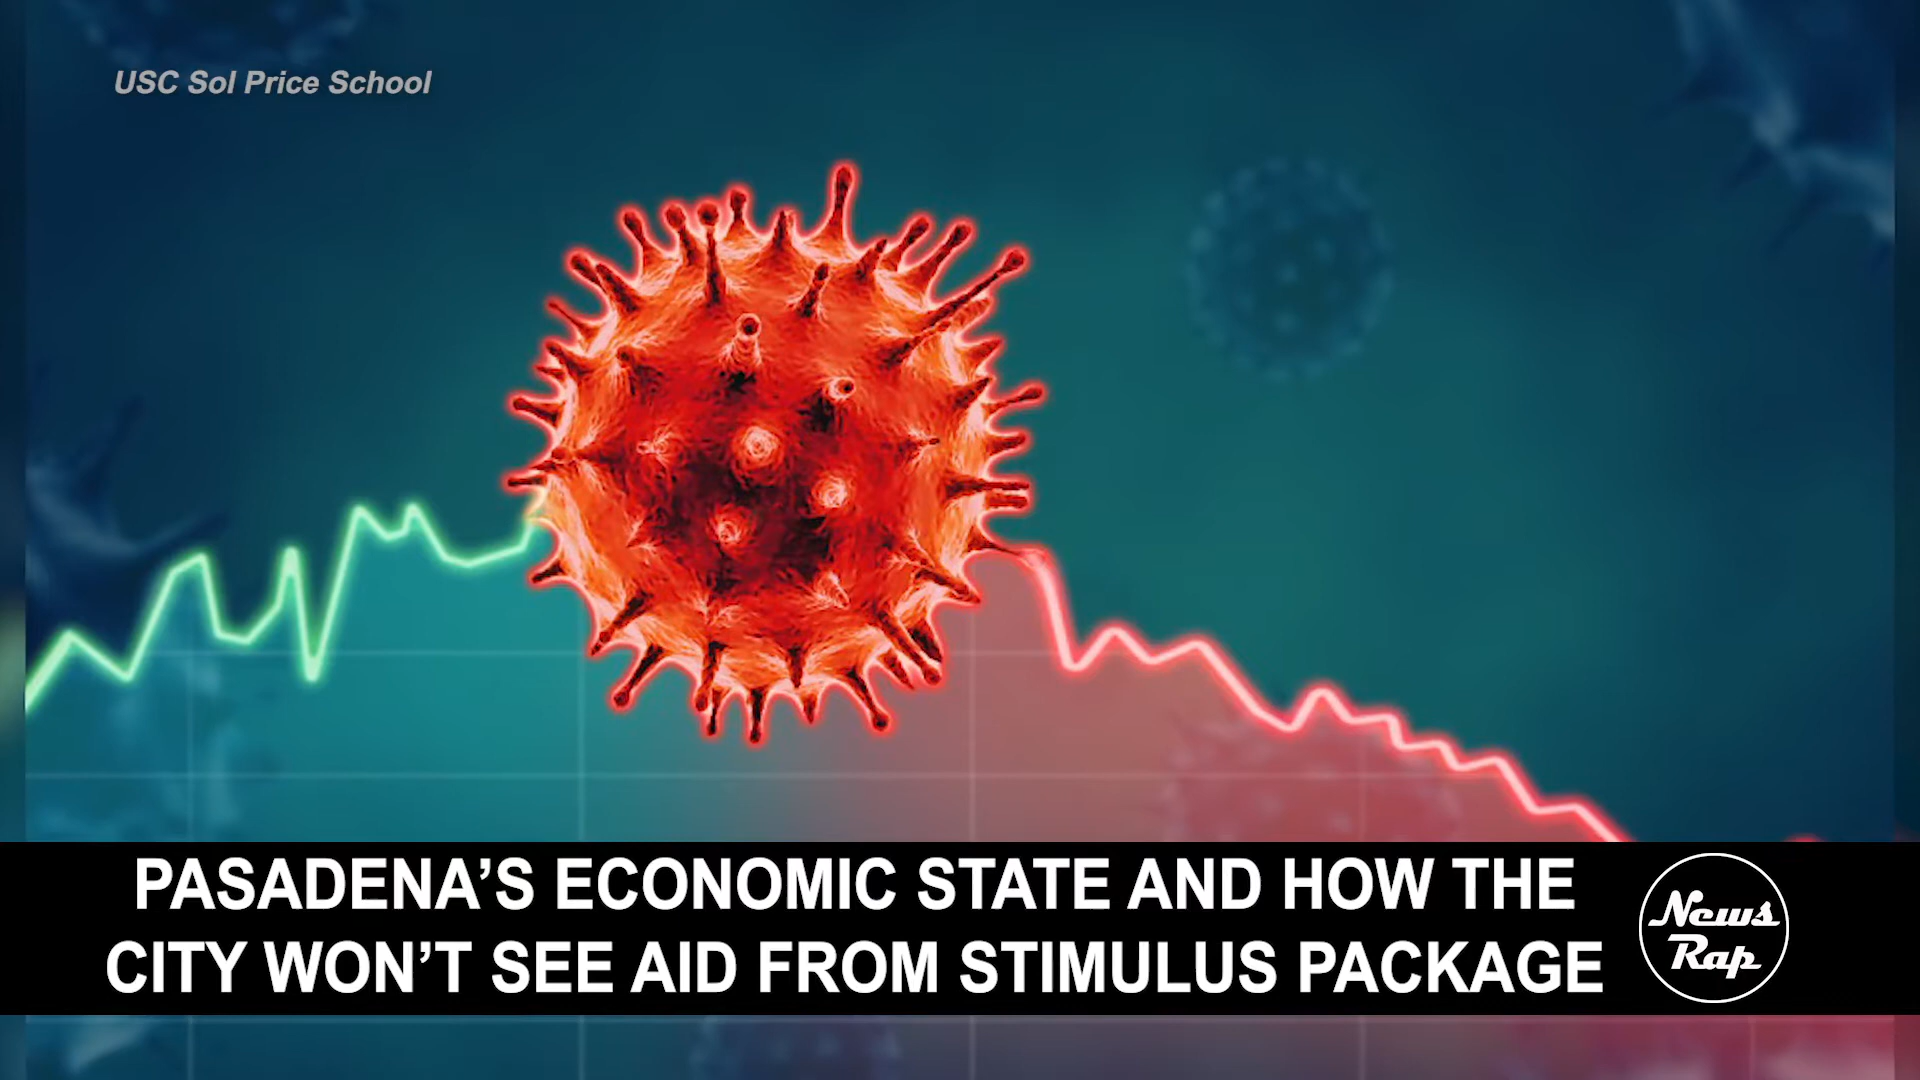 USC Sol Price School
PASADENA’S ECONOMIC STATE AND HOW THE
CITY WON’T SEE AID FROM STIMULUS PACKAGE
News
Rap